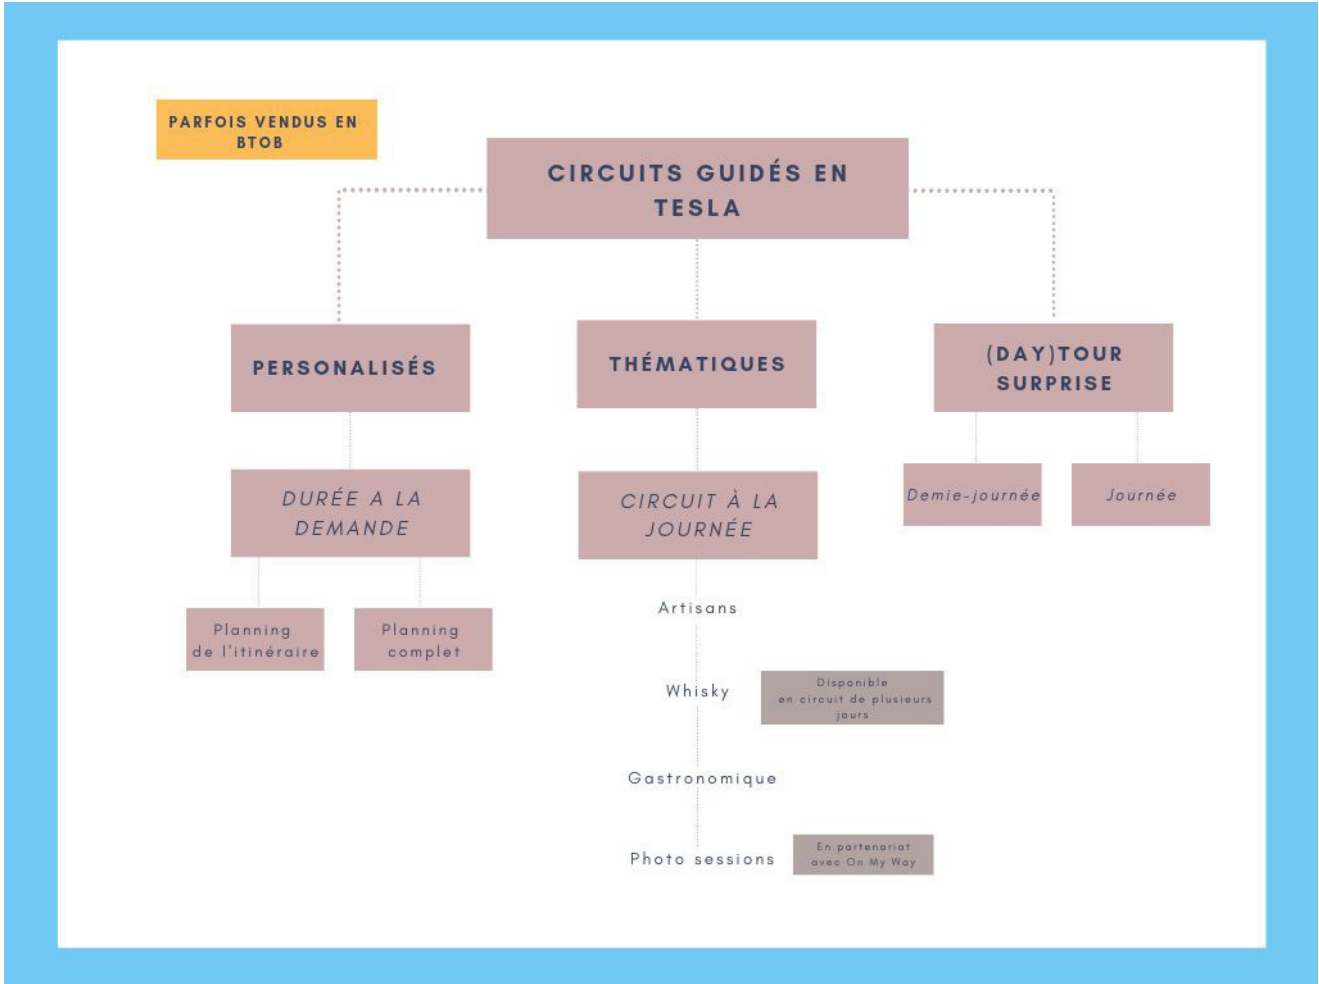 PARFOIS VENDUS EN
BTOB
CIRCUITS GUIDÉS EN
TESLA
PERSONALISÉS
THÉMATIQUES
(DAY)TOUR
SURPRISE
DURÉE A LA
DEMANDE
CIRCUIT À LA
JOURNÉE
Demie-journée
Journée
Planning
de l'itinéraire
Planning
complet
Artisans
Whisky
Disponible
en circuit de plusieurs
jours
Gastronomique
Photo sessions
En partenariat
avec On My Way